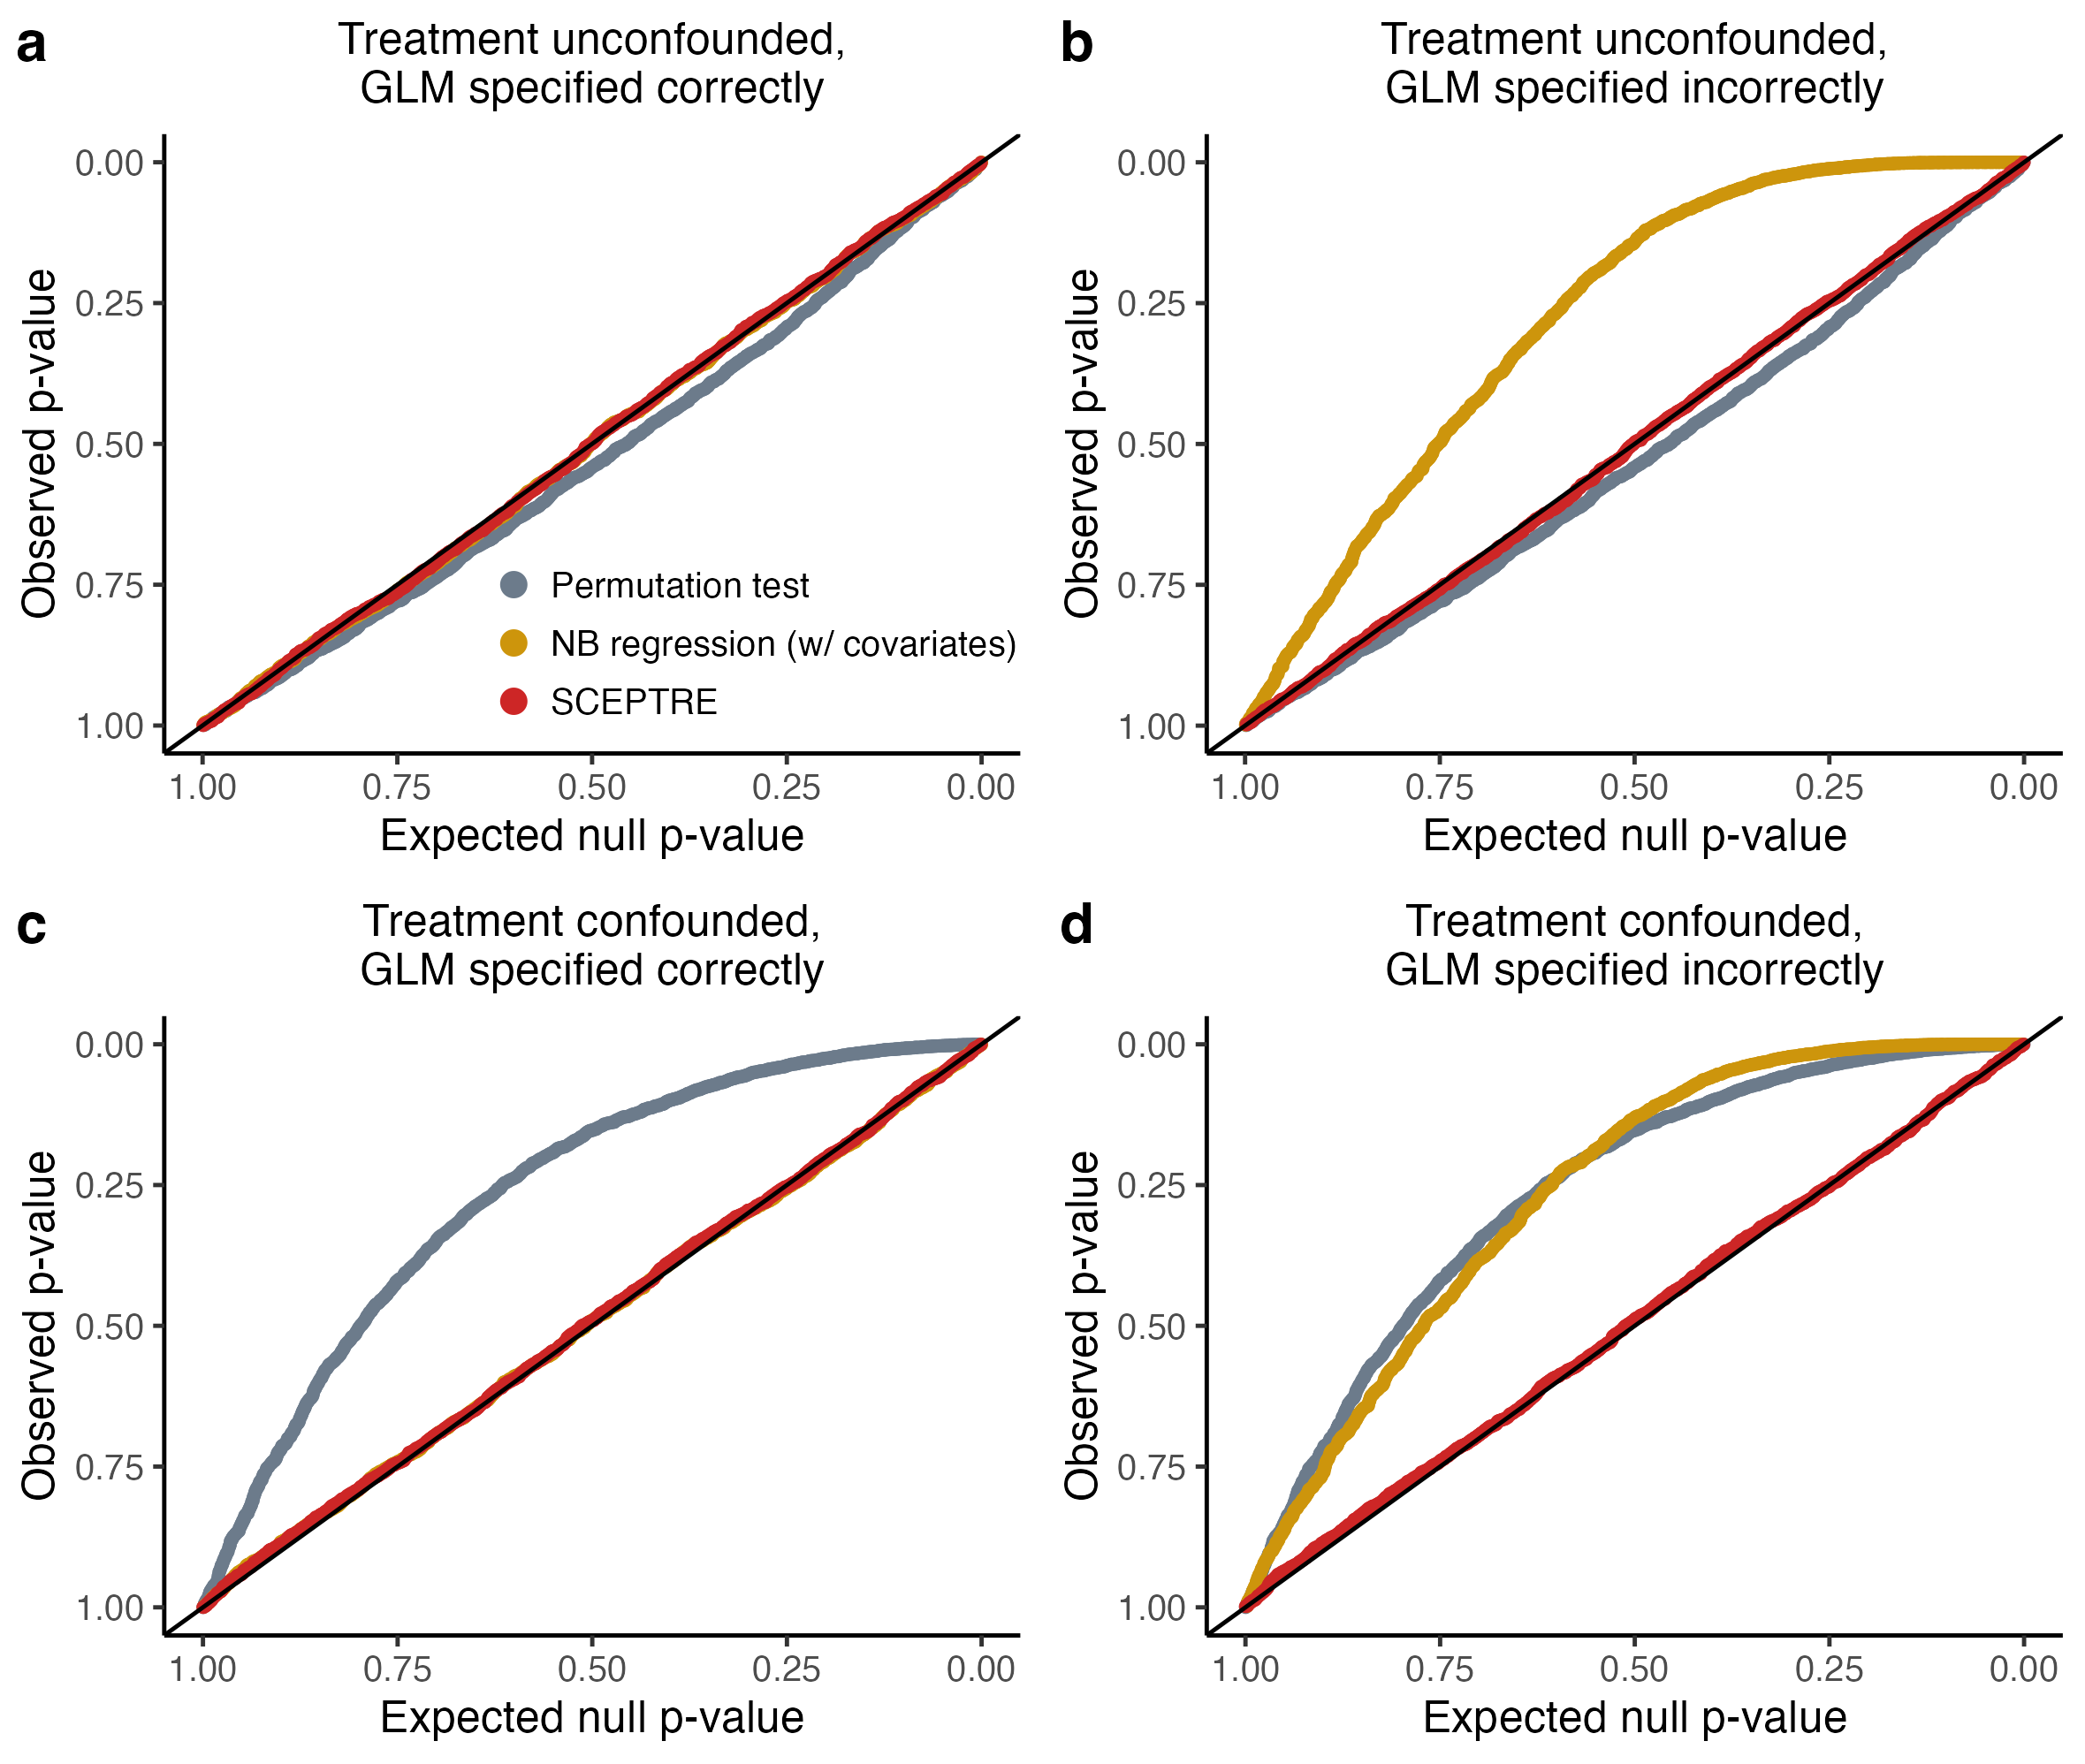 a
Treatment unconfounded,
GLM specified correctly
Observed p-value
0.00
0.25
0.50
0.75
1.00
Permutation test
NB regression (w/ covariates)
SCEPTRE
1.00 0.75 0.50 0.25 0.00
Expected null p-value
b
Treatment unconfounded,
GLM specified incorrectly
Observed p-value
0.00
0.25
0.50
0.75
1.00
1.00 0.75 0.50 0.25 0.00
Expected null p-value
c
Treatment confounded,
GLM specified correctly
Observed p-value
0.00
0.25
0.50
0.75
1.00
1.00 0.75 0.50 0.25 0.00
Expected null p-value
d
Treatment confounded,
GLM specified incorrectly
Observed p-value
0.00
0.25
0.50
0.75
1.00
1.00 0.75 0.50 0.25 0.00
Expected null p-value